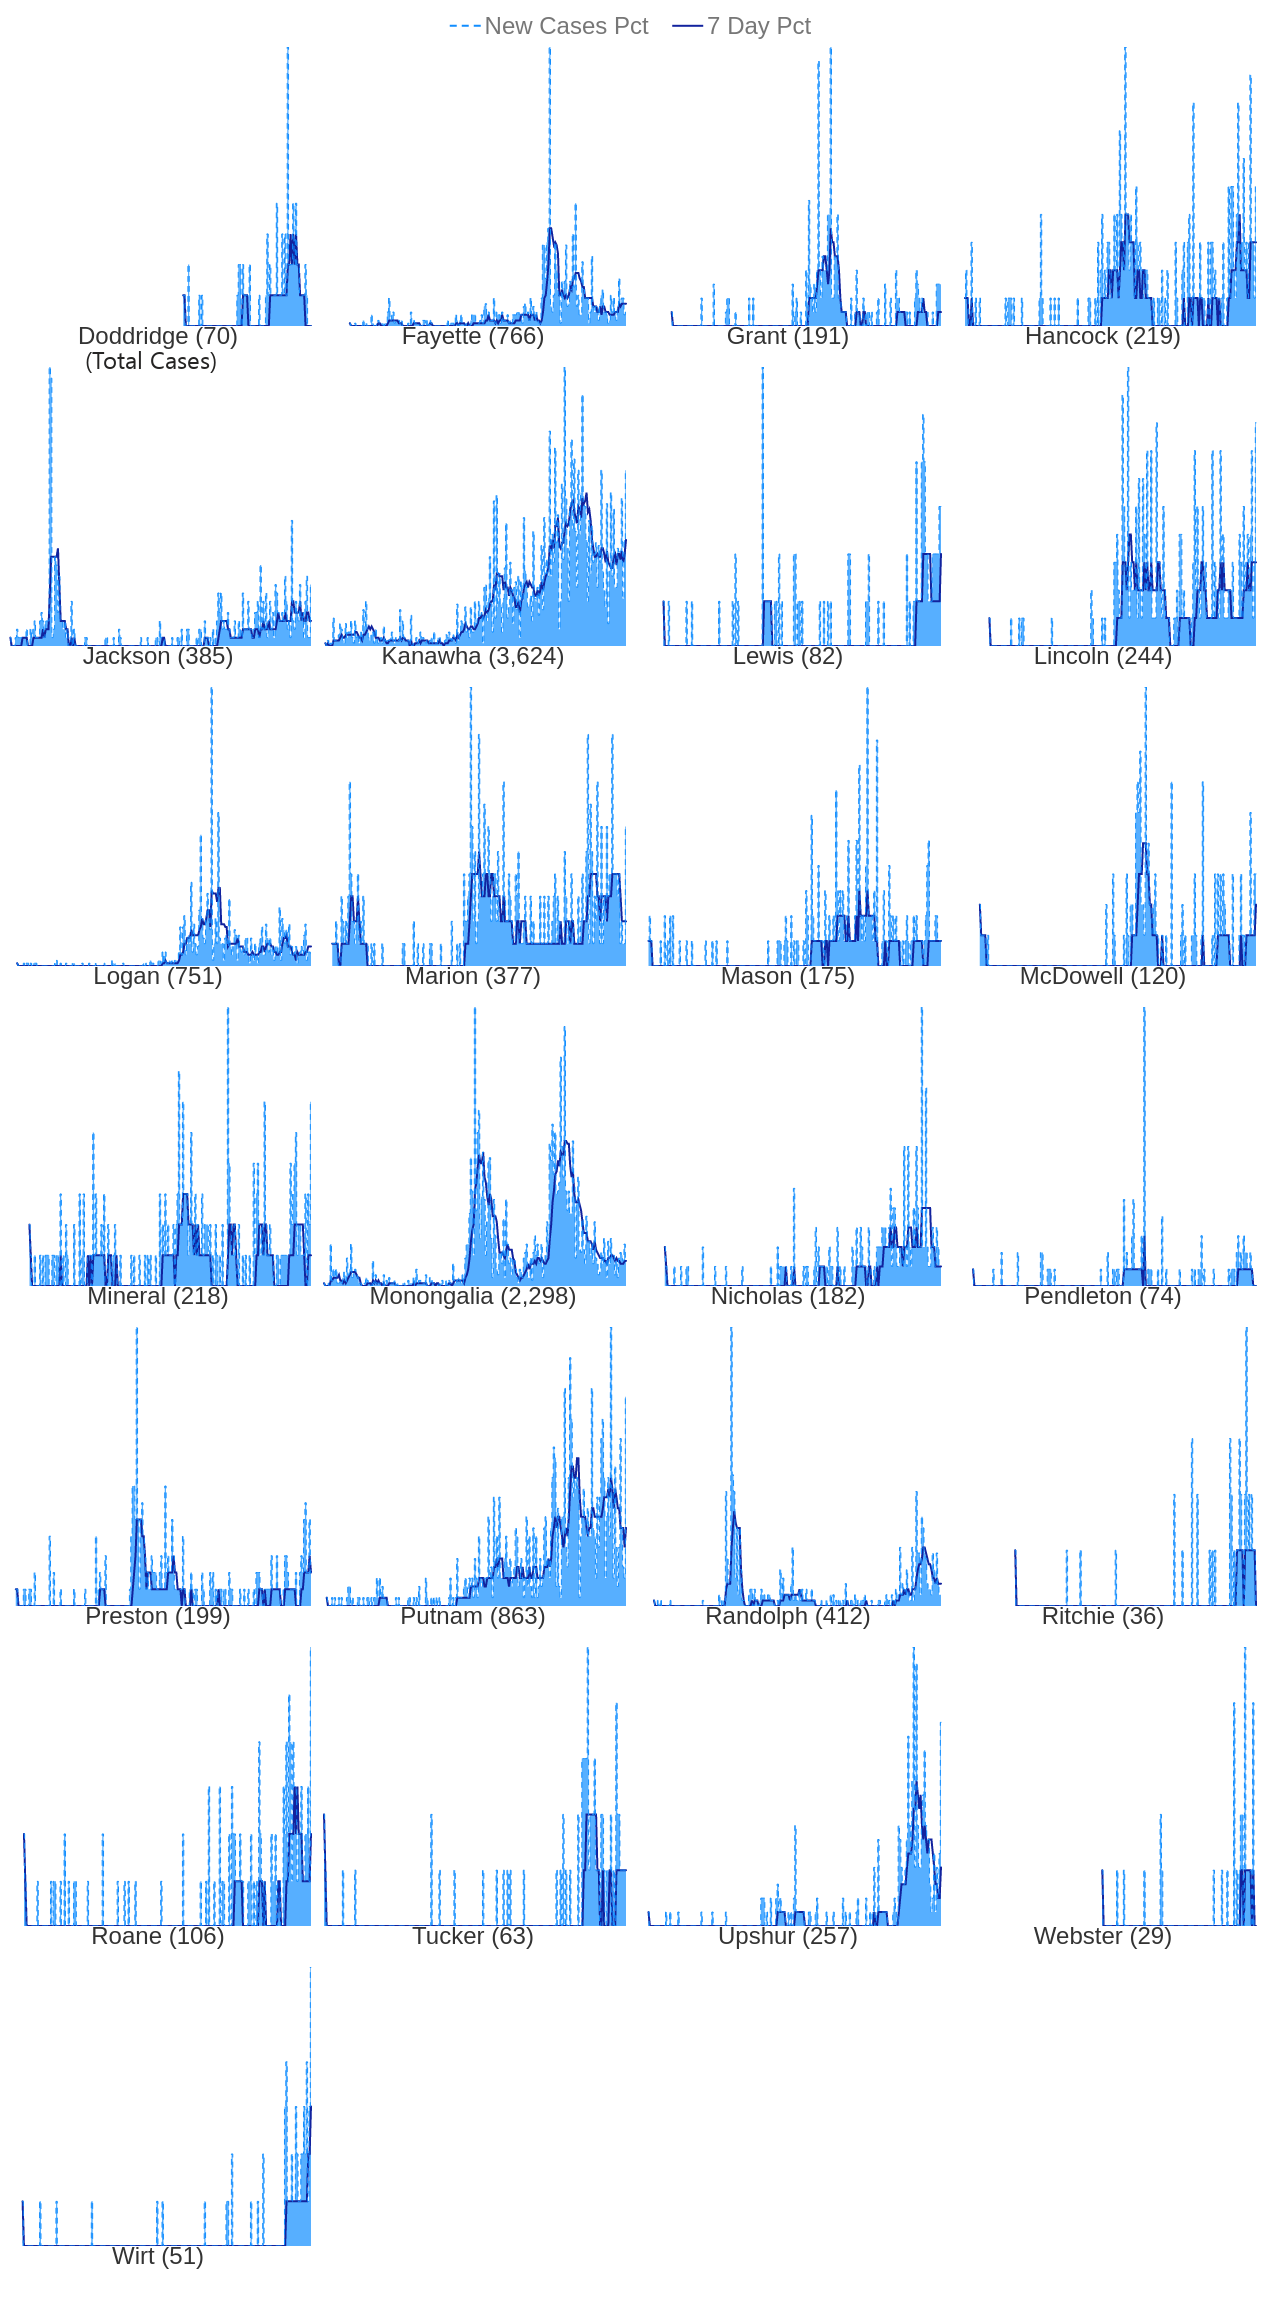 New Cases Pct 7 Day Pct
Doddridge (70) Fayette (766) Grant (191) Hancock (219)
(Total Cases)
Jackson (385) Kanawha (3,624) Lewis (82) Lincoln (244)
Logan (751) Marion (377) Mason (175) McDowell (120)
Mineral (218) Monongalia (2,298) Nicholas (182) Pendleton (74)
Preston (199) Putnam (863) Randolph (412) Ritchie (36)
Roane (106) Tucker (63) Upshur (257) Webster (29)
Wirt (51)